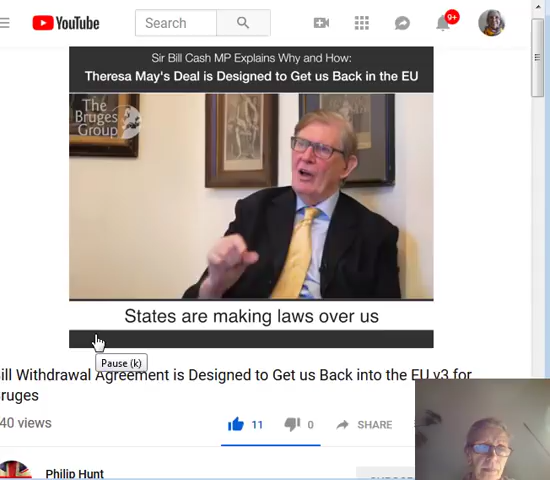 YouTube
Search
9+
Sir Bill Cash MP Explains Why and How:
Theresa May's Deal is Designed to Get us Back in the EU
The
Bruges
Group
States are making laws over us
Pause (k)
ill Withdrawal Agreement is Designed to Get us Back into the EU v3 for
ruges
40 views
11
0
SHARE
Philip Hunt